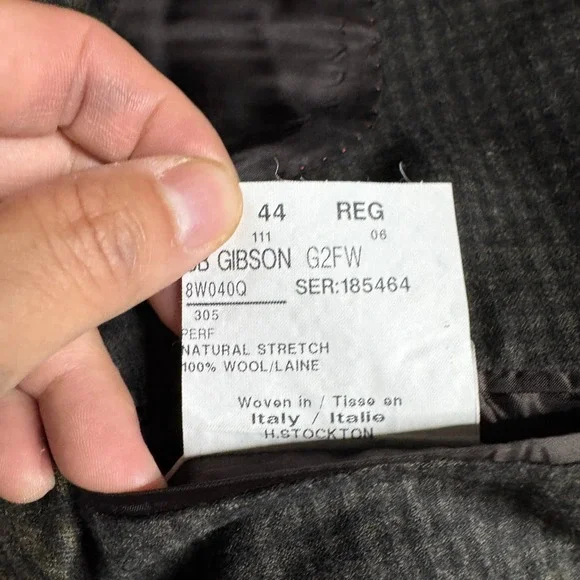 44 REG
111 06
GIBSON G2FW
8W040Q SER:185464
305
PERF
NATURAL STRETCH
100% WOOL/LAINE
Woven in / Tisse en
Italy / Italie
H.STOCKTON